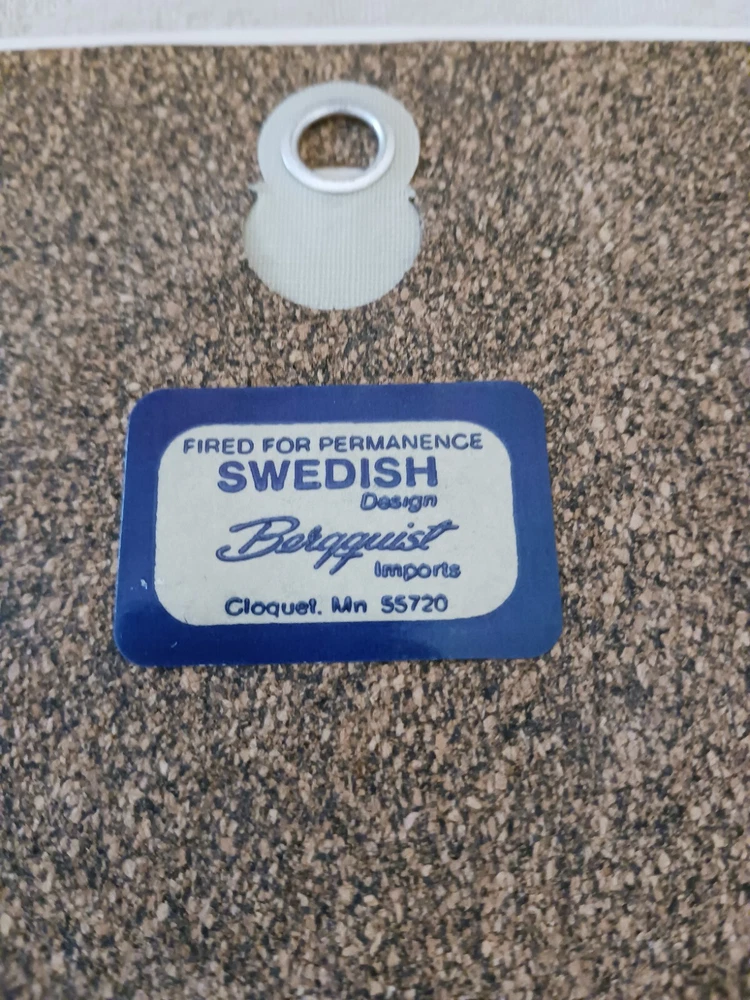 FIRED FOR PERMANENCE
SWEDISH
Design
Bergquist
Imports
Cloquet. Mn 55720